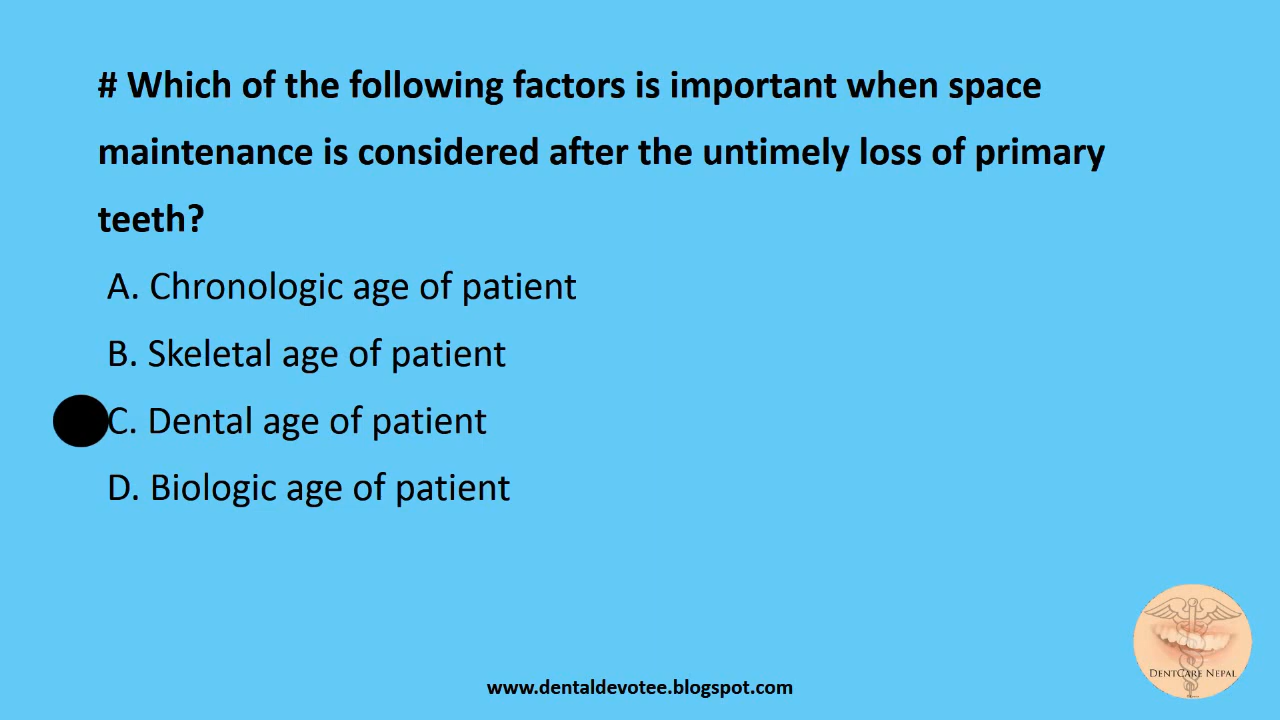 # Which of the following factors is important when space
maintenance is considered after the untimely loss of primary
teeth?
A. Chronologic age of patient
B. Skeletal age of patient
C. Dental age of patient
D. Biologic age of patient
DENTCARE NEPAL
www.dentaldevotee.blogspot.com